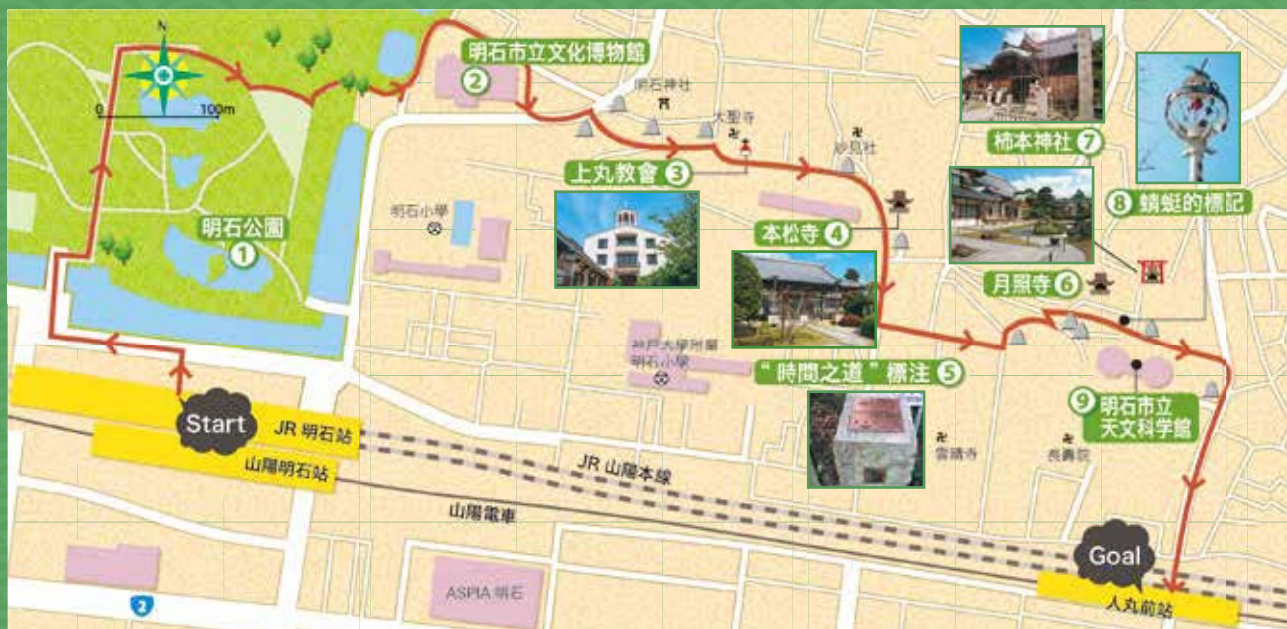 N
0 100m
明石市立文化博物館
②
明石神社
大聖寺
妙見社
上丸教會 ③
明石公園
①
明石小學
本松寺 ④
柿本神社 ⑦
⑧ 蜻蜓的標記
月照寺 ⑥
神戸大學附屬
明石小學
“時間之道”標注 ⑤
⑨ 明石市立
天文科学館
雲晴寺
長壽院
Start
JR 明石站
山陽明石站
JR 山陽本線
山陽電車
Goal
人丸前站
ASPIA 明石
2